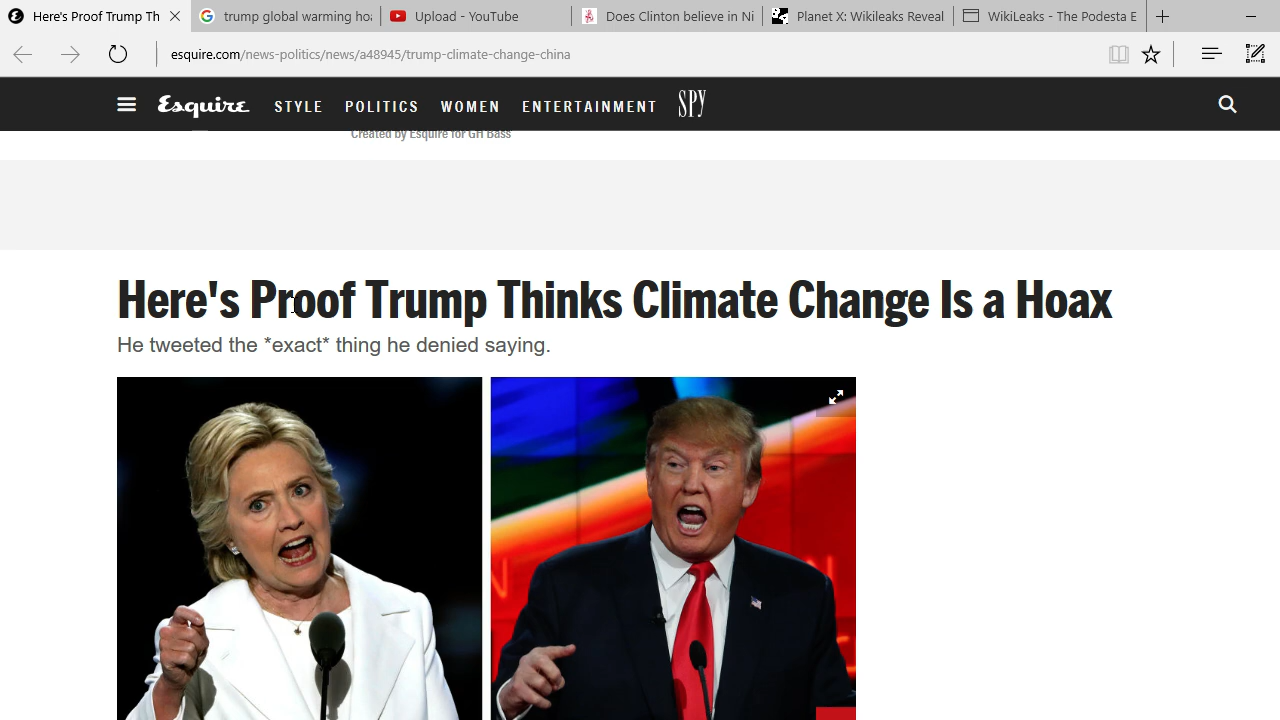 Here's Proof Trump Th
trump global warming hoa
Upload - YouTube
Does Clinton believe in Ni
Planet X: Wikileaks Reveal
WikiLeaks - The Podesta E
esquire.com/news-politics/news/a48945/trump-climate-change-china
Esquire STYLE POLITICS WOMEN ENTERTAINMENT SPY
Created by Esquire for GH Bass
Here's Proof Trump Thinks Climate Change Is a Hoax
He tweeted the *exact* thing he denied saying.